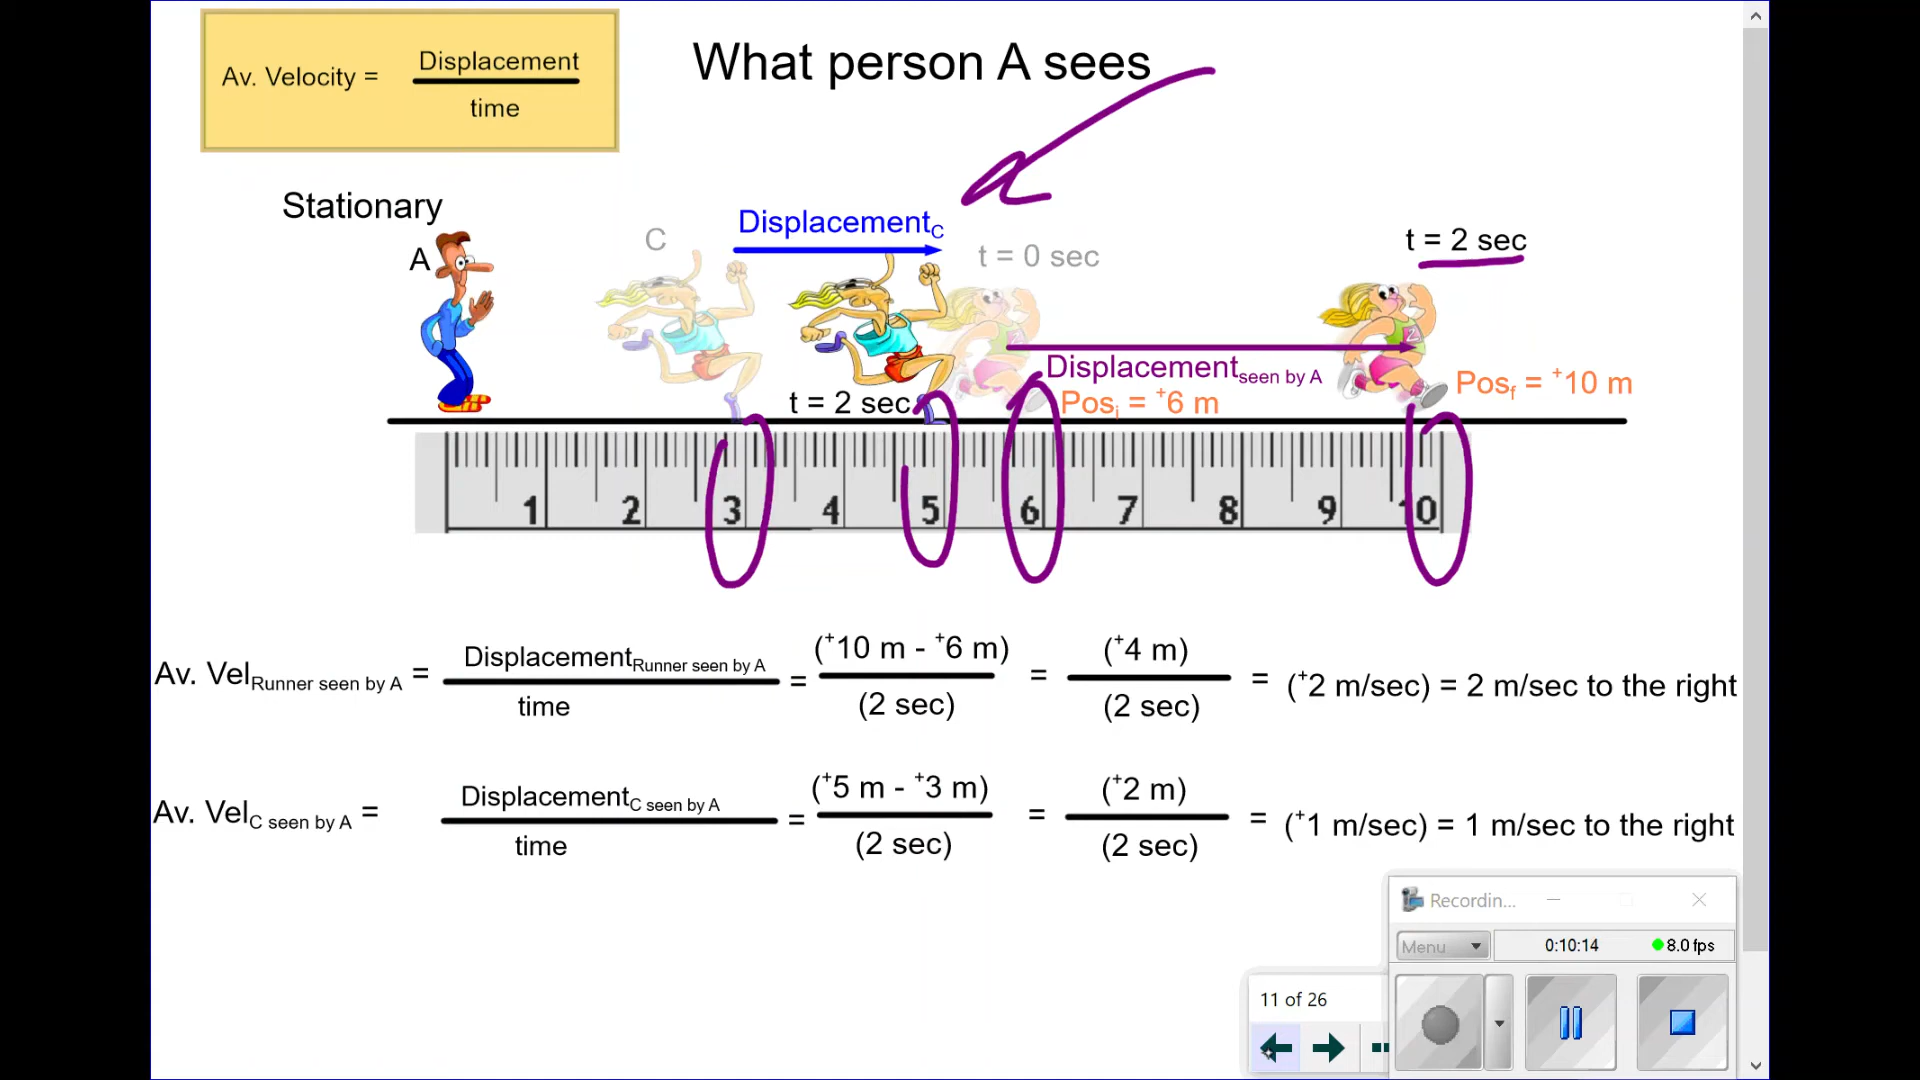 Av. Velocity = Displacement
time
What person A sees
Stationary
A
C
Displacement_C
t = 0 sec
t = 2 sec
t = 2 sec
Displacement_seen by A
Pos_i = ⁺6 m
Pos_f = ⁺10 m
1 2 3 4 5 6 7 8 9 10
Av. Vel_Runner seen by A = Displacement_Runner seen by A = (⁺10 m - ⁺6 m) = (⁺4 m) = (⁺2 m/sec) = 2 m/sec to the right
time (2 sec) (2 sec)
Av. Vel_C seen by A = Displacement_C seen by A = (⁺5 m - ⁺3 m) = (⁺2 m) = (⁺1 m/sec) = 1 m/sec to the right
time (2 sec) (2 sec)
Recordin...
Menu 0:10:14 8.0 fps
11 of 26